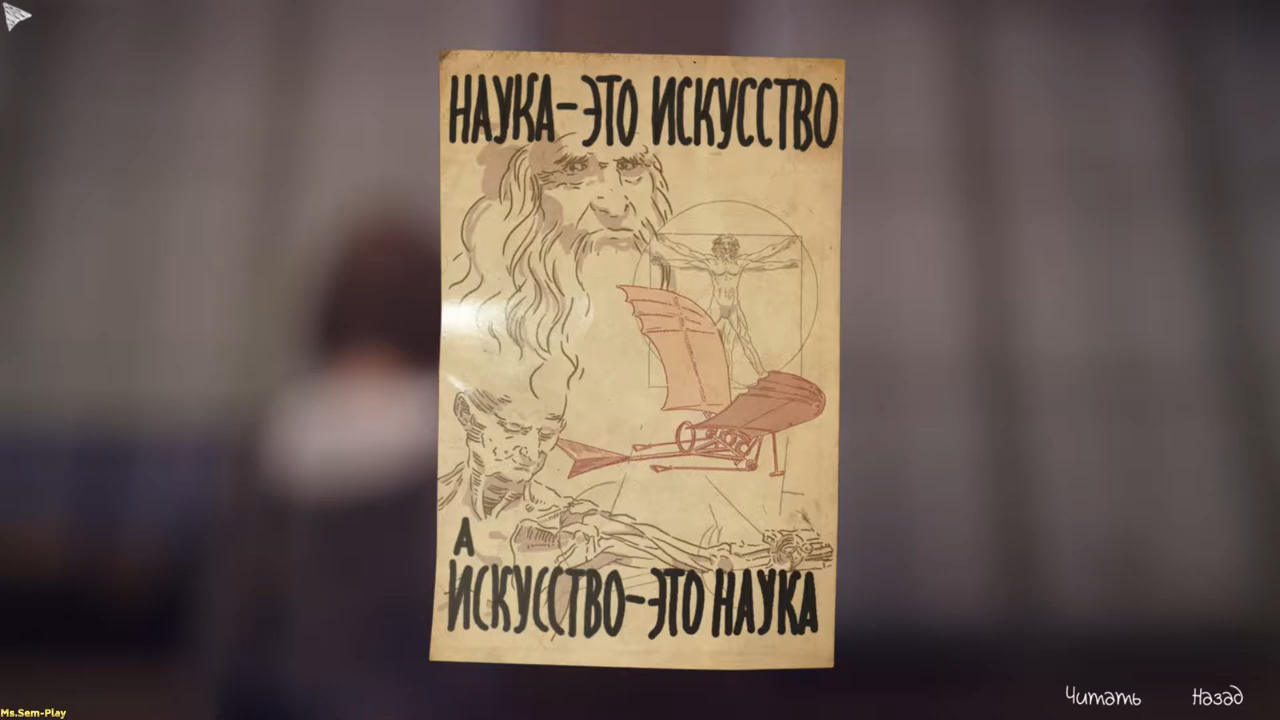 НАУКА-ЭТО ИСКУССТВО
А
ИСКУССТВО-ЭТО НАУКА
Читать Назад
Ms.Sem-Play